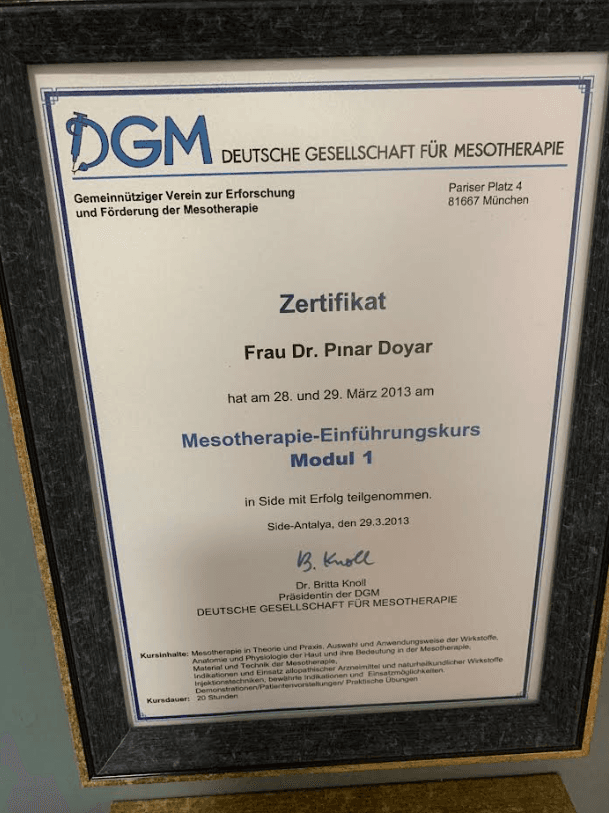 DGM DEUTSCHE GESELLSCHAFT FÜR MESOTHERAPIE
Gemeinnütziger Verein zur Erforschung
und Förderung der Mesotherapie
Pariser Platz 4
81667 München
Zertifikat
Frau Dr. Pınar Doyar
hat am 28. und 29. März 2013 am
Mesotherapie-Einführungskurs
Modul 1
in Side mit Erfolg teilgenommen.
Side-Antalya, den 29.3.2013
B. Knoll
Dr. Britta Knoll
Präsidentin der DGM
DEUTSCHE GESELLSCHAFT FÜR MESOTHERAPIE
Kursinhalte: Mesotherapie in Theorie und Praxis, Auswahl und Anwendungsweise der Wirkstoffe,
Anatomie und Physiologie der Haut und ihre Bedeutung in der Mesotherapie,
Material und Technik der Mesotherapie,
Indikationen und Einsatz allopathischer Arzneimittel und naturheilkundlicher Wirkstoffe
Injektionstechniken, bewährte Indikationen und Einsatzmöglichkeiten
Demonstrationen/Patientenvorstellungen/ Praktische Übungen
Kursdauer: 20 Stunden